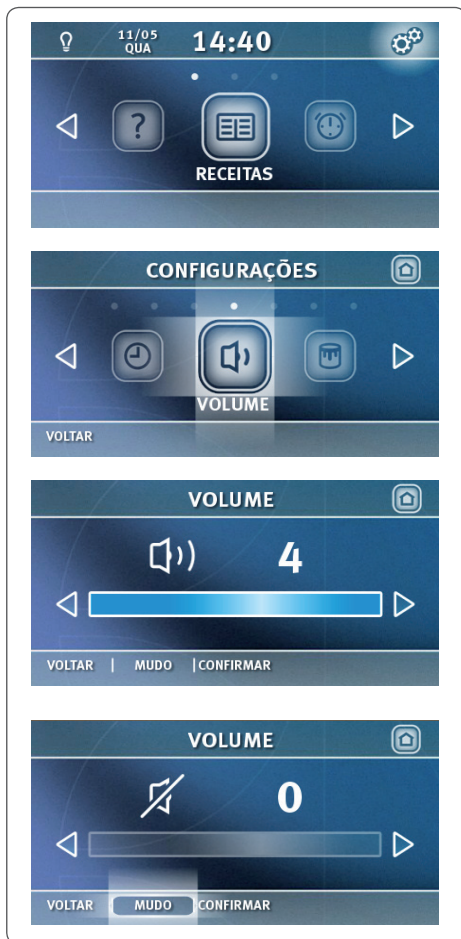 11/05
QUA
14:40
?
RECEITAS
CONFIGURAÇÕES
VOLUME
VOLTAR
VOLUME
4
VOLTAR | MUDO | CONFIRMAR
VOLUME
0
VOLTAR MUDO CONFIRMAR